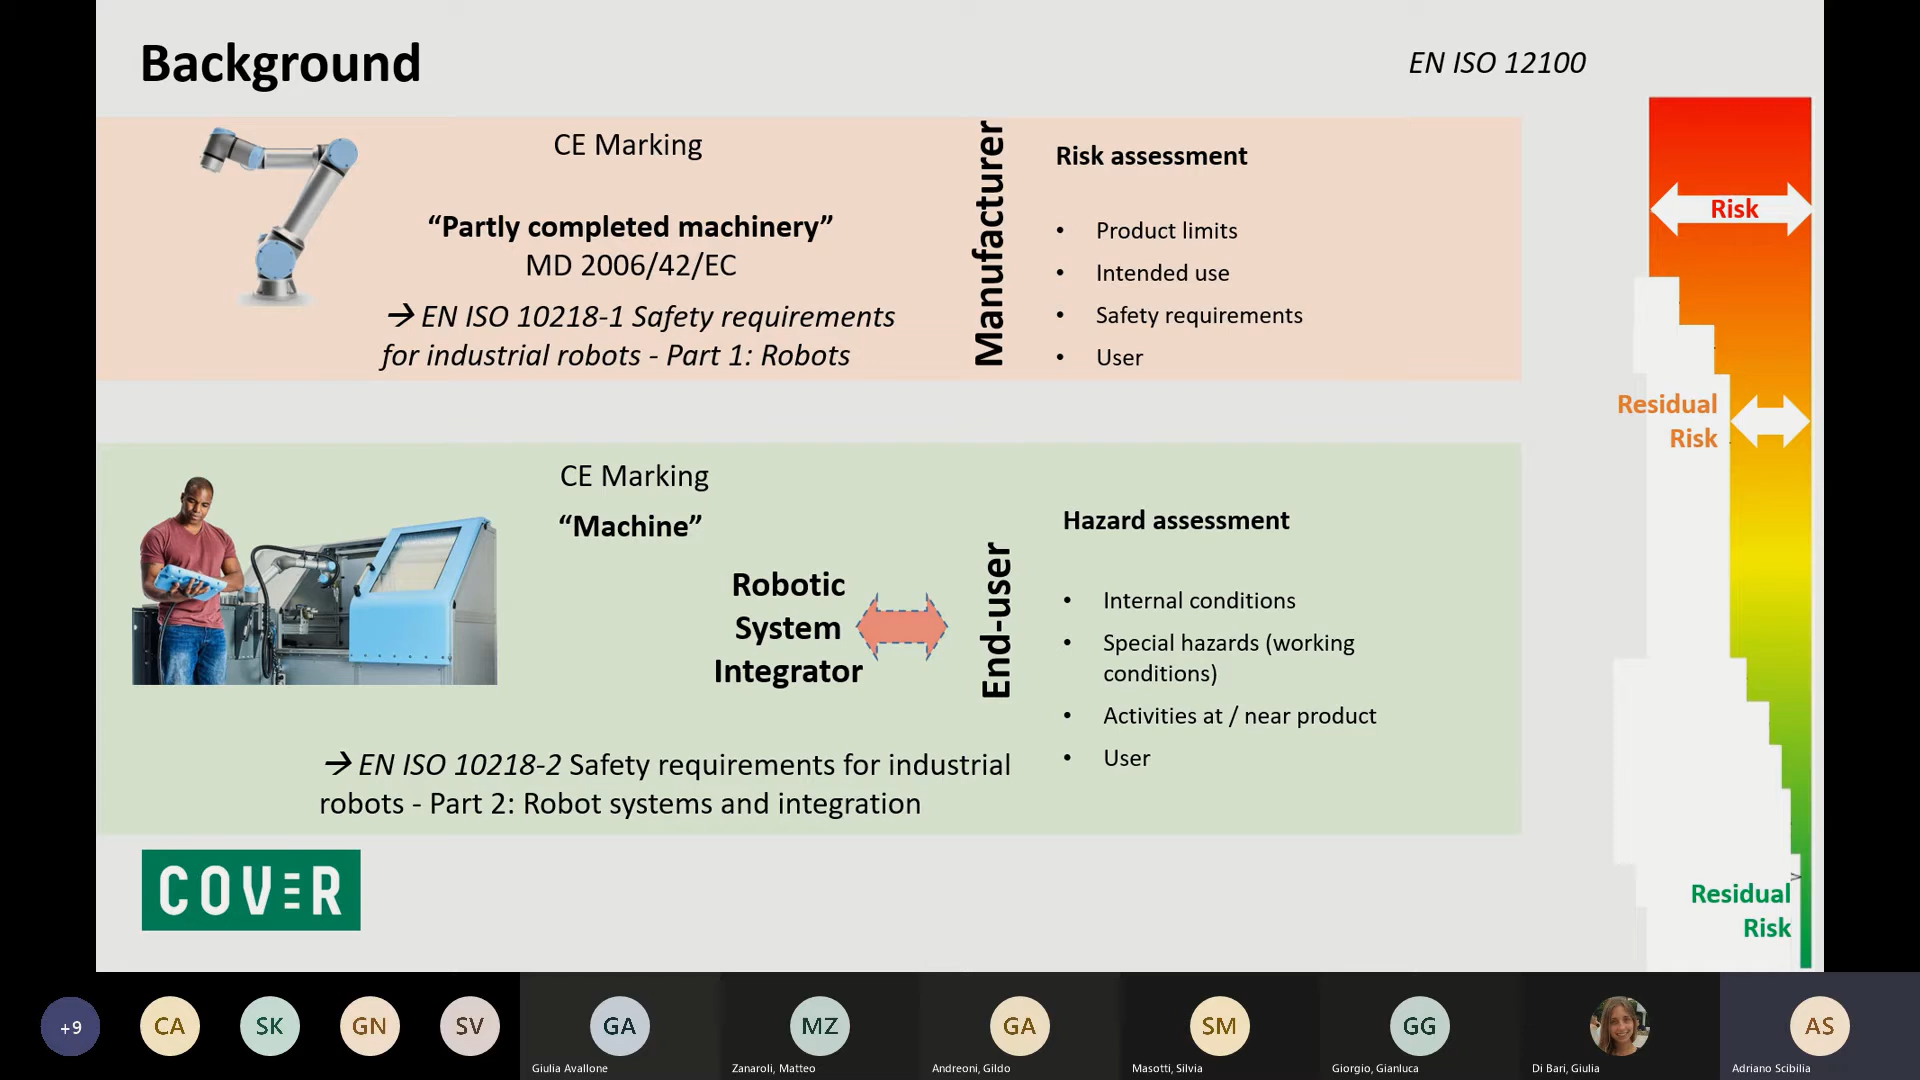 Background
EN ISO 12100
CE Marking
“Partly completed machinery”
MD 2006/42/EC
→ EN ISO 10218-1 Safety requirements
for industrial robots - Part 1: Robots
Manufacturer
Risk assessment
• Product limits
• Intended use
• Safety requirements
• User
Risk
Residual
Risk
CE Marking
“Machine”
Robotic
System
Integrator
End-user
Hazard assessment
• Internal conditions
• Special hazards (working
conditions)
• Activities at / near product
• User
→ EN ISO 10218-2 Safety requirements for industrial
robots - Part 2: Robot systems and integration
Residual
Risk
COVER
+9
CA
SK
GN
SV
GA
Giulia Avallone
MZ
Zanaroli, Matteo
GA
Andreoni, Gildo
SM
Masotti, Silvia
GG
Giorgio, Gianluca
Di Bari, Giulia
AS
Adriano Scibilia